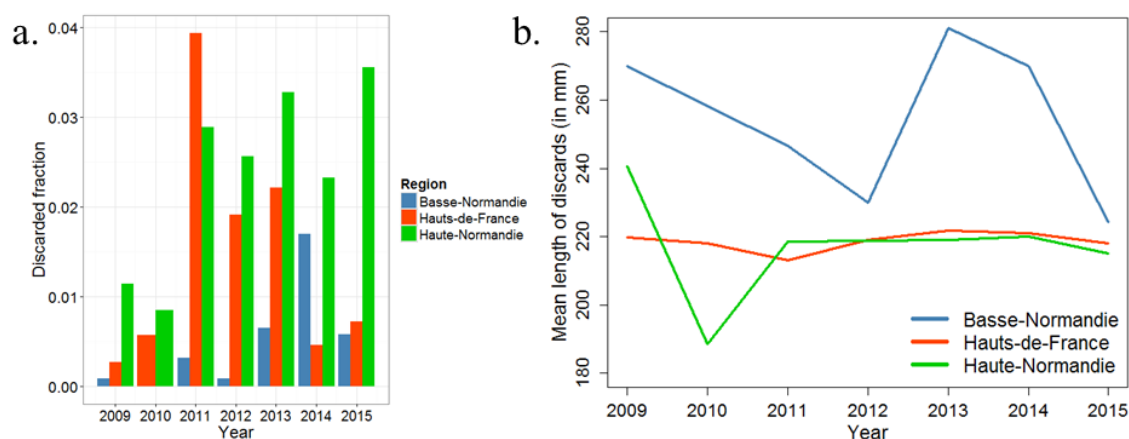 a.
0.04
0.03
0.02
0.01
0.00
Discarded fraction
2009 2010 2011 2012 2013 2014 2015
Year
Region
Basse-Normandie
Hauts-de-France
Haute-Normandie
b.
280
260
240
220
200
180
Mean length of discards (in mm)
Basse-Normandie
Hauts-de-France
Haute-Normandie
2009 2010 2011 2012 2013 2014 2015
Year